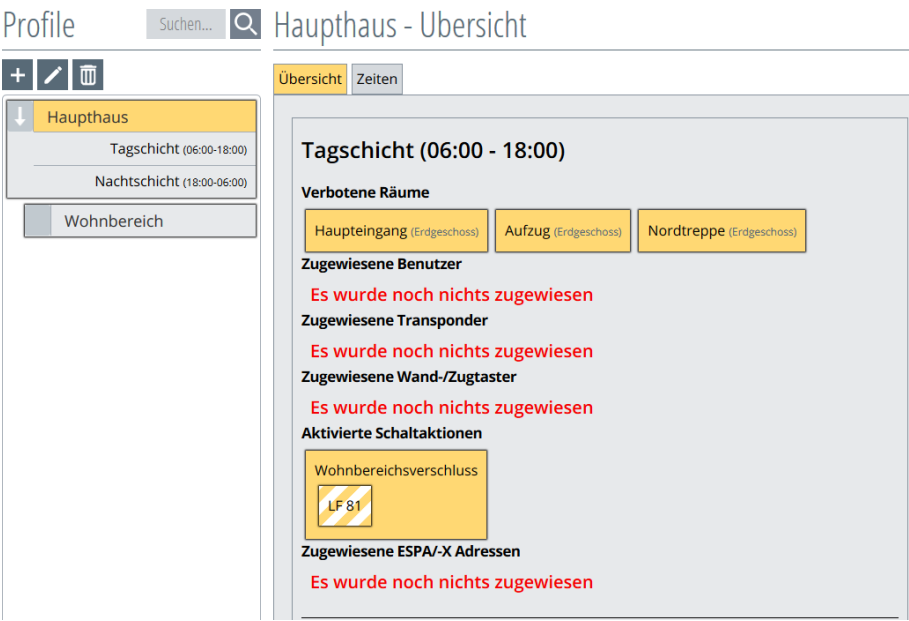 Profile
Suchen...
Haupthaus - Übersicht
Übersicht
Zeiten
Haupthaus
Tagschicht (06:00-18:00)
Nachtschicht (18:00-06:00)
Wohnbereich
Tagschicht (06:00 - 18:00)
Verbotene Räume
Haupteingang (Erdgeschoss)
Aufzug (Erdgeschoss)
Nordtreppe (Erdgeschoss)
Zugewiesene Benutzer
Es wurde noch nichts zugewiesen
Zugewiesene Transponder
Es wurde noch nichts zugewiesen
Zugewiesene Wand-/Zugtaster
Es wurde noch nichts zugewiesen
Aktivierte Schaltaktionen
Wohnbereichsverschluss
LF 81
Zugewiesene ESPA/-X Adressen
Es wurde noch nichts zugewiesen